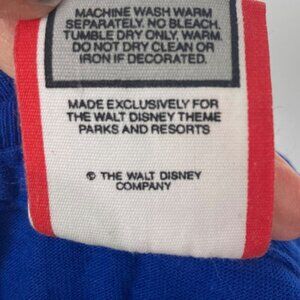 MACHINE WASH WARM
SEPARATELY. NO BLEACH.
TUMBLE DRY ONLY, WARM.
DO NOT DRY CLEAN OR
IRON IF DECORATED.
MADE EXCLUSIVELY FOR
THE WALT DISNEY THEME
PARKS AND RESORTS
© THE WALT DISNEY
COMPANY